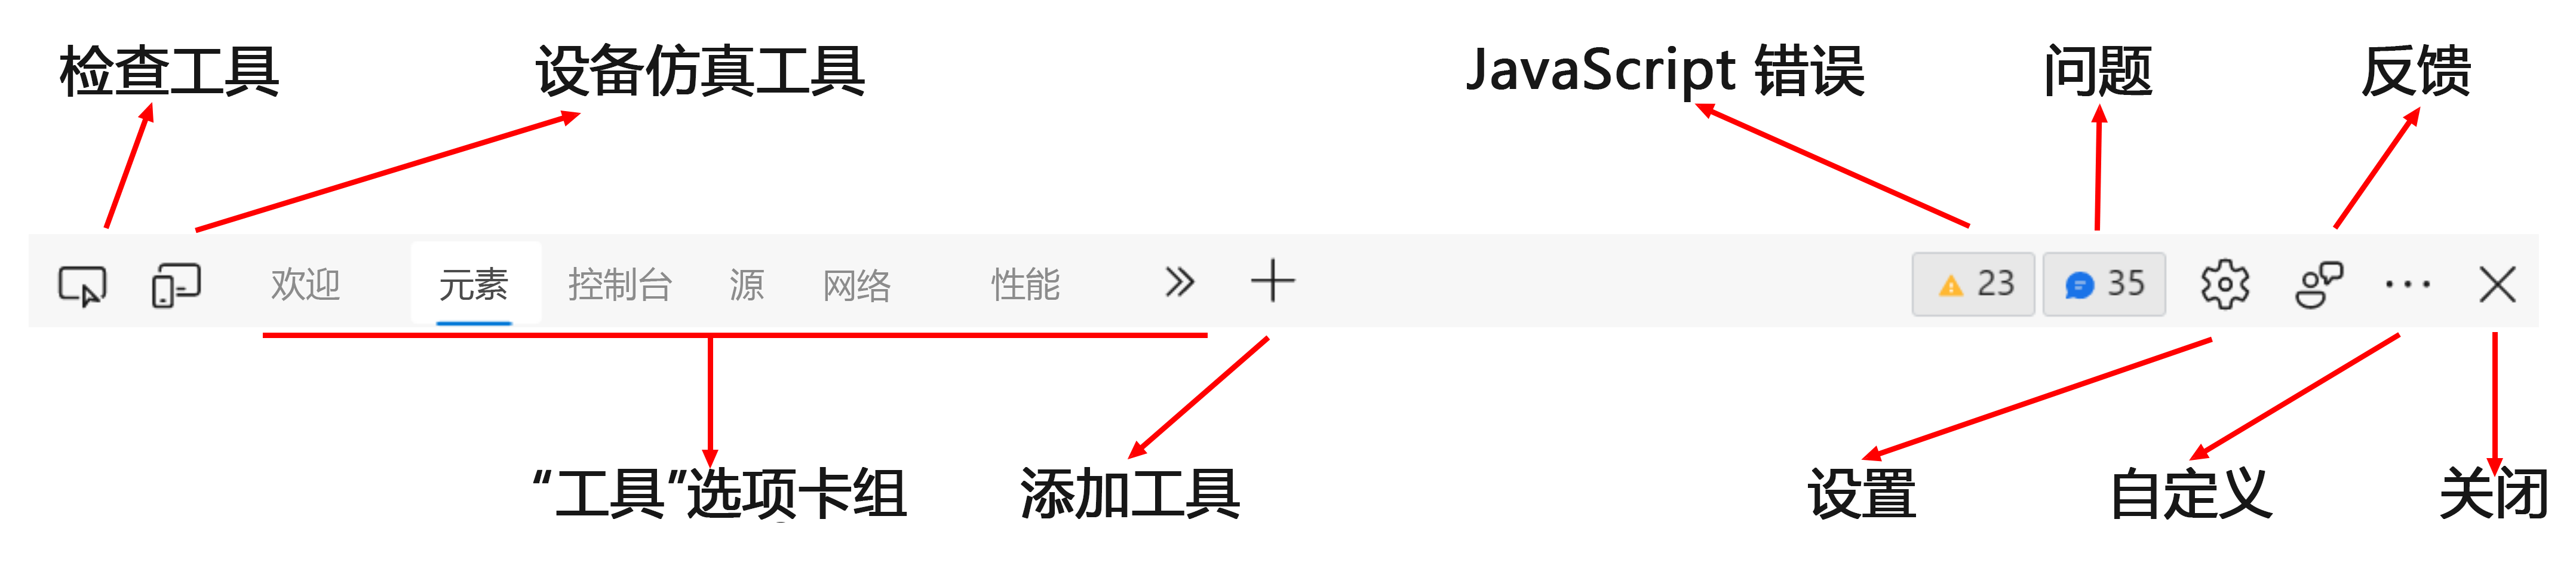 检查工具
设备仿真工具
JavaScript 错误
问题
反馈
欢迎
元素
控制台
源
网络
性能
23
35
“工具”选项卡组
添加工具
设置
自定义
关闭